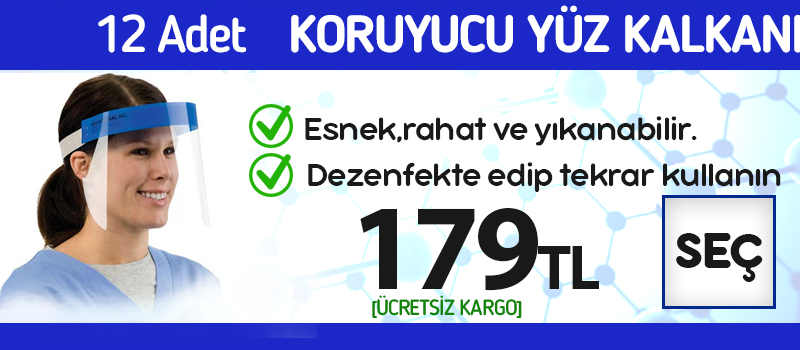 12 Adet KORUYUCU YÜZ KALKANI
Esnek,rahat ve yıkanabilir.
Dezenfekte edip tekrar kullanın
179TL
SEÇ
[ÜCRETSİZ KARGO]